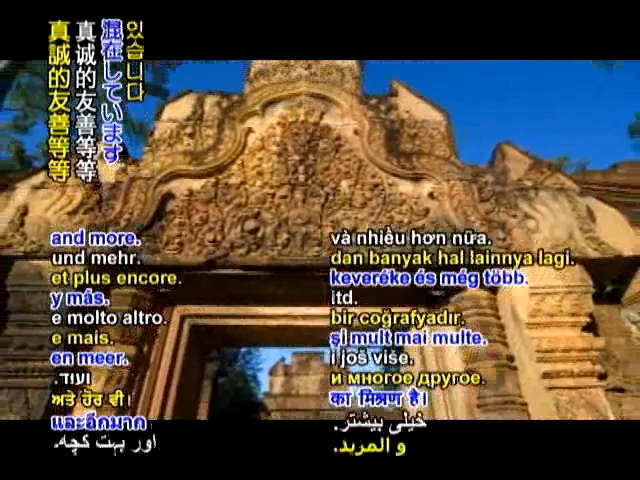 있습니다
混在しています
真诚的友善等等
真誠的友善等等
and more.
und mehr.
et plus encore.
y más.
e molto altro.
e mais.
en meer.
ועוד.
ਅਤੇ ਹੋਰ ਵੀ।
และอีกมาก
اور بہت کچھ۔
và nhiều hơn nữa.
dan banyak hal lainnya lagi.
keveréke és még több.
itd.
bir coğrafyadır.
și mult mai multe.
i još više.
и многое другое.
का मिश्रण है।
خیلی بیشتر.
و المزيد.